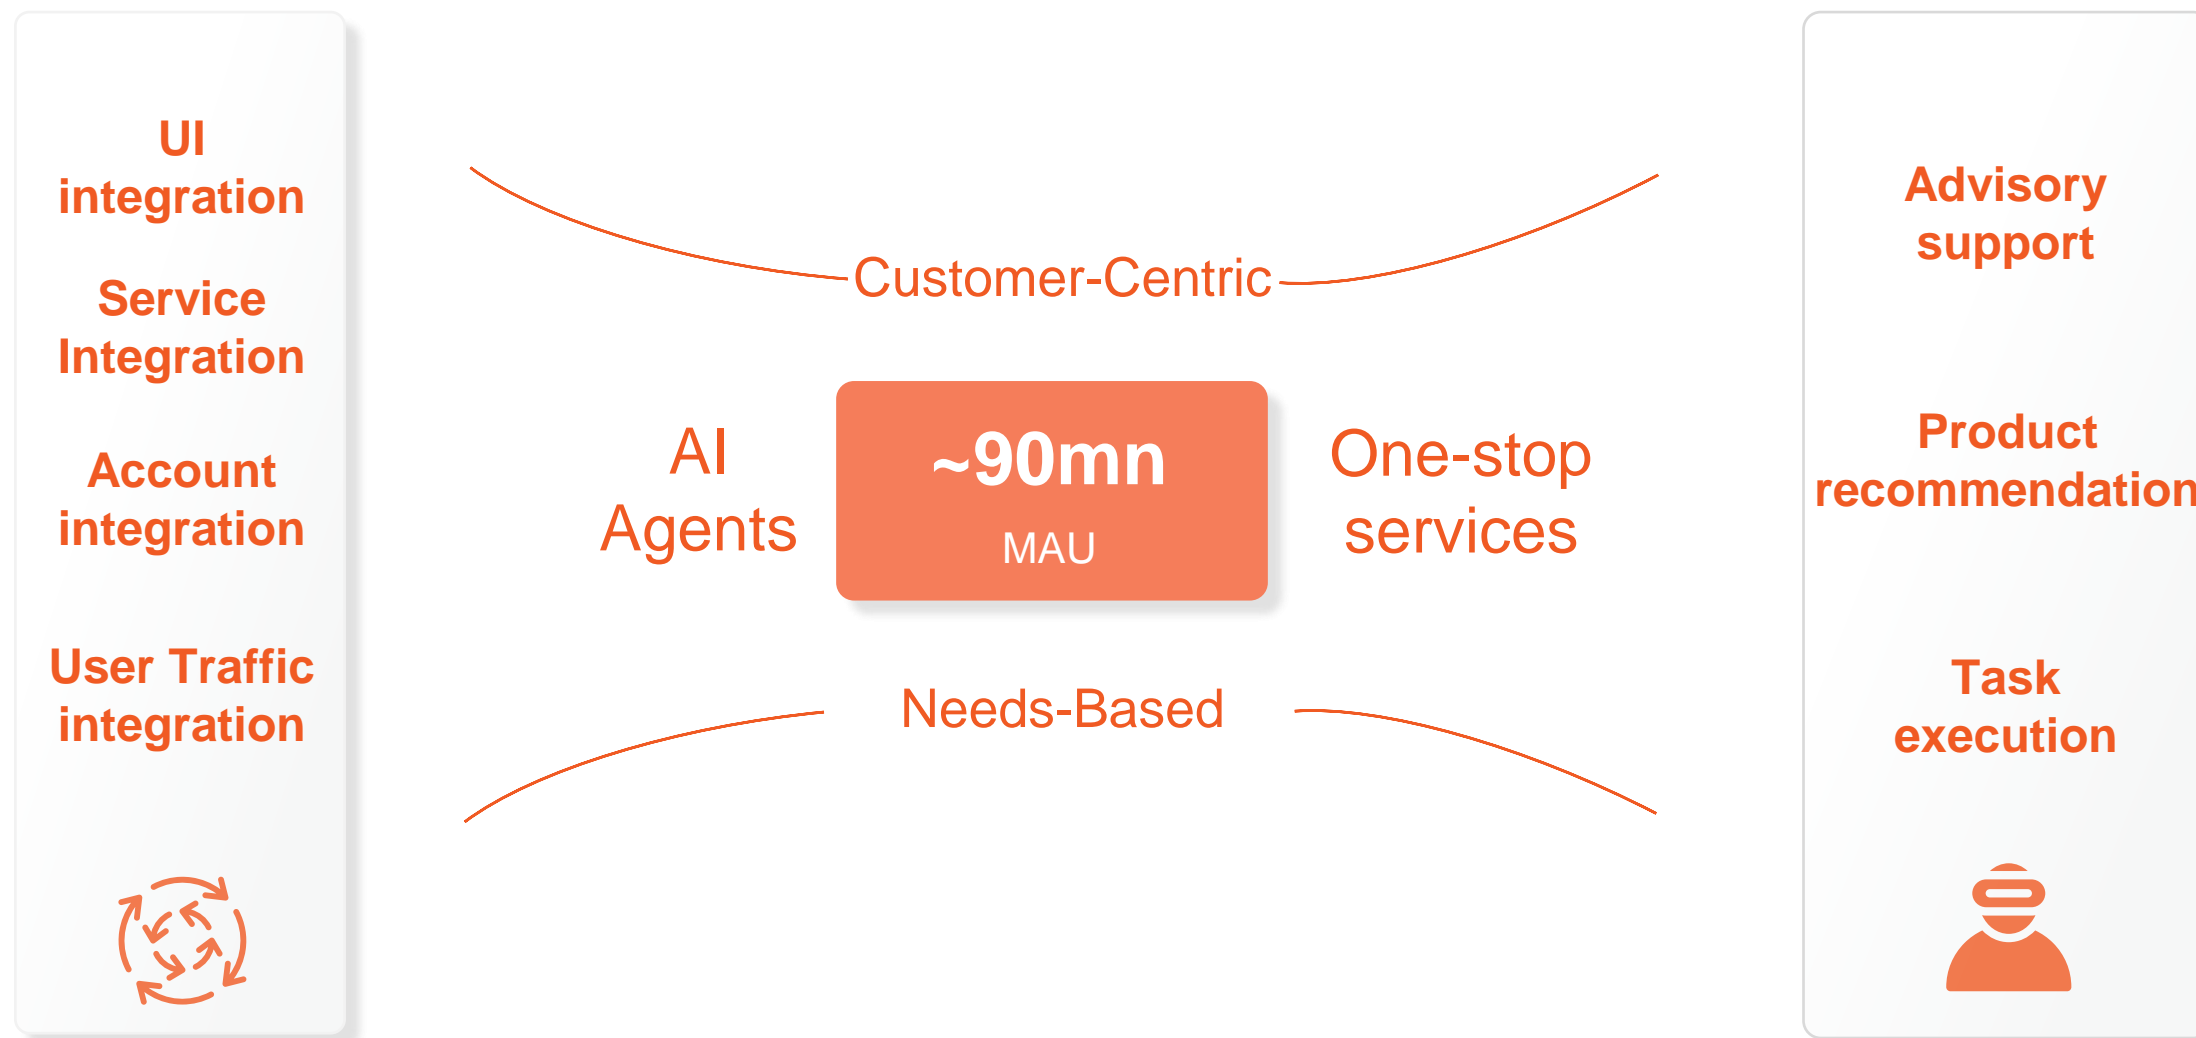 UI
integration
Service
Integration
Account
integration
User Traffic
integration
Customer-Centric
AI
Agents
~90mn
MAU
One-stop
services
Needs-Based
Advisory
support
Product
recommendation
Task
execution